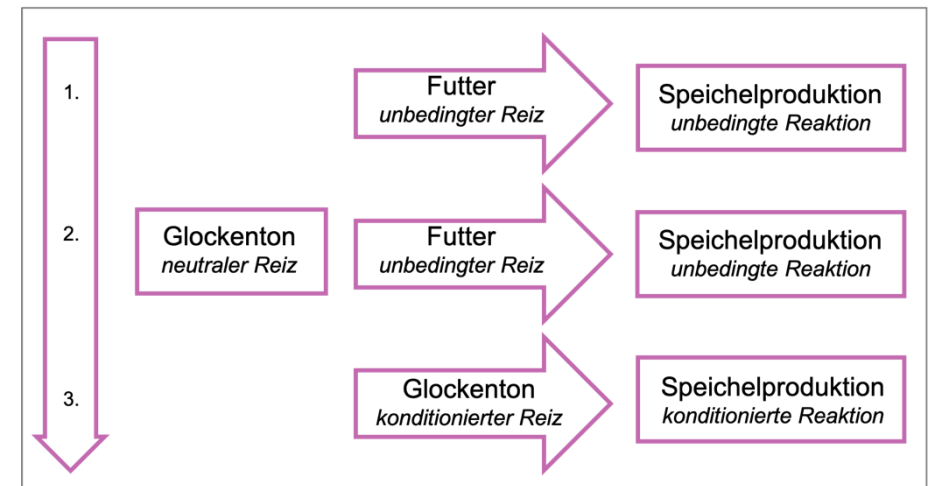 1.
Futter
unbedingter Reiz
Speichelproduktion
unbedingte Reaktion
2.
Glockenton
neutraler Reiz
Futter
unbedingter Reiz
Speichelproduktion
unbedingte Reaktion
3.
Glockenton
konditionierter Reiz
Speichelproduktion
konditionierte Reaktion